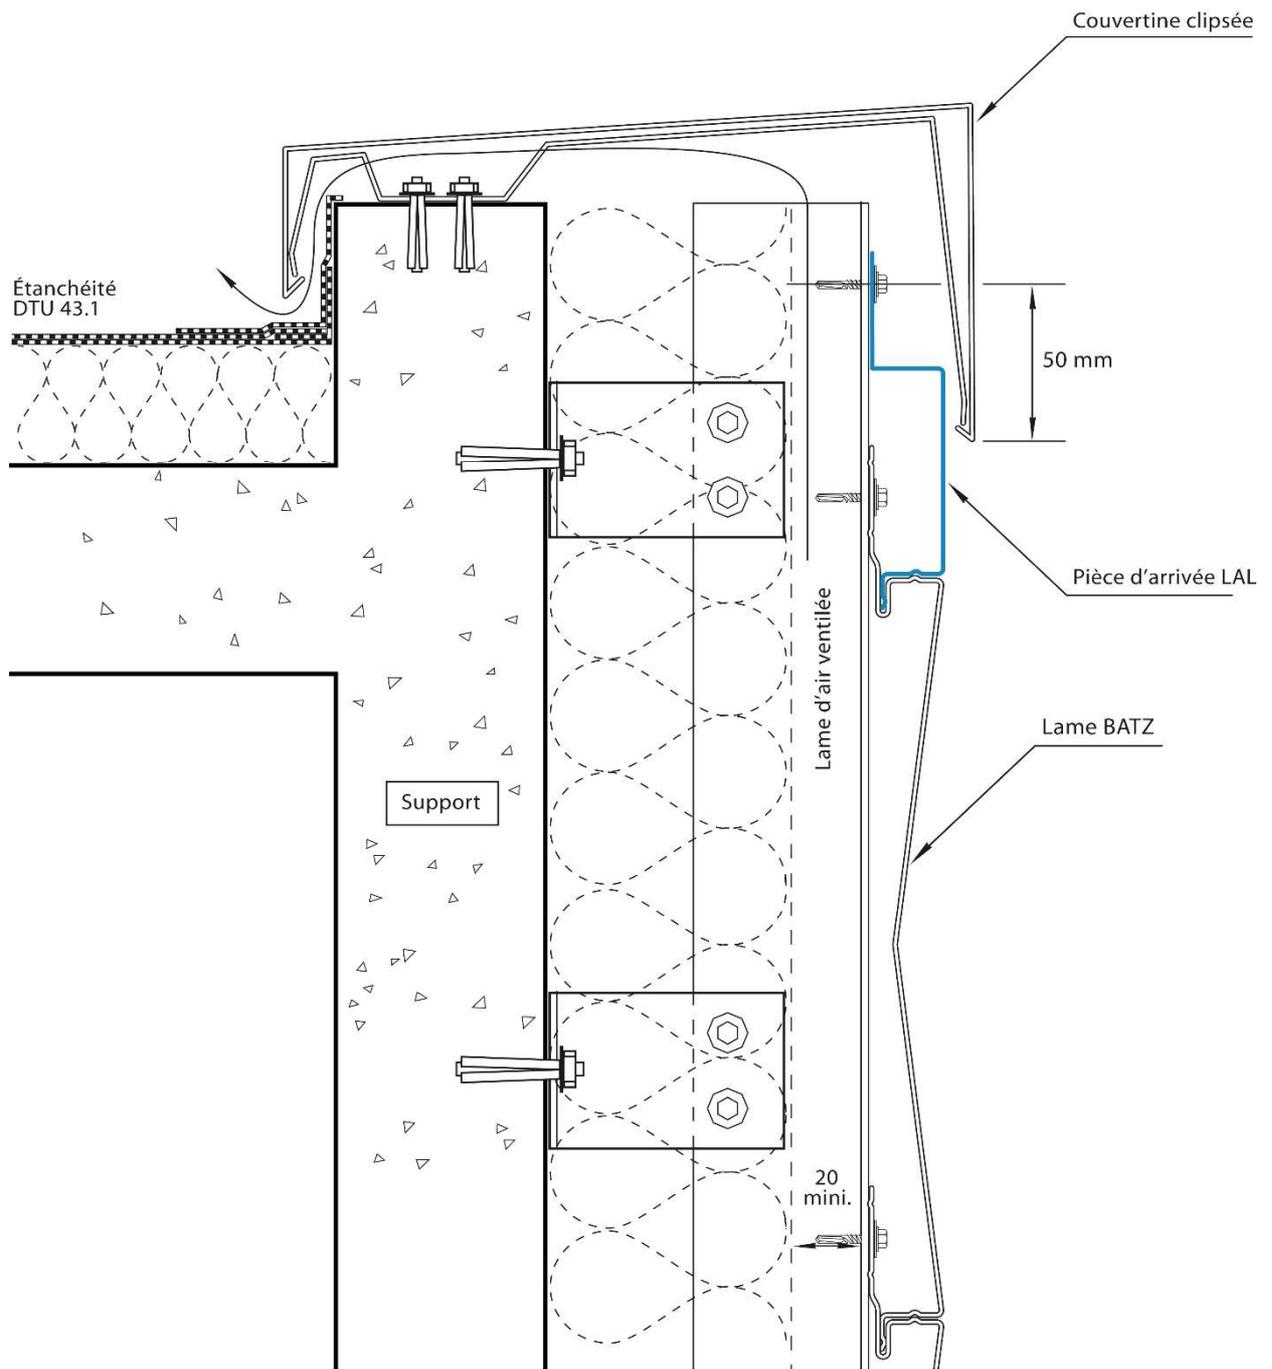 Couvertine clipsée
Étanchéité
DTU 43.1
50 mm
Pièce d’arrivée LAL
Lame d’air ventilée
Lame BATZ
Support
20
mini.